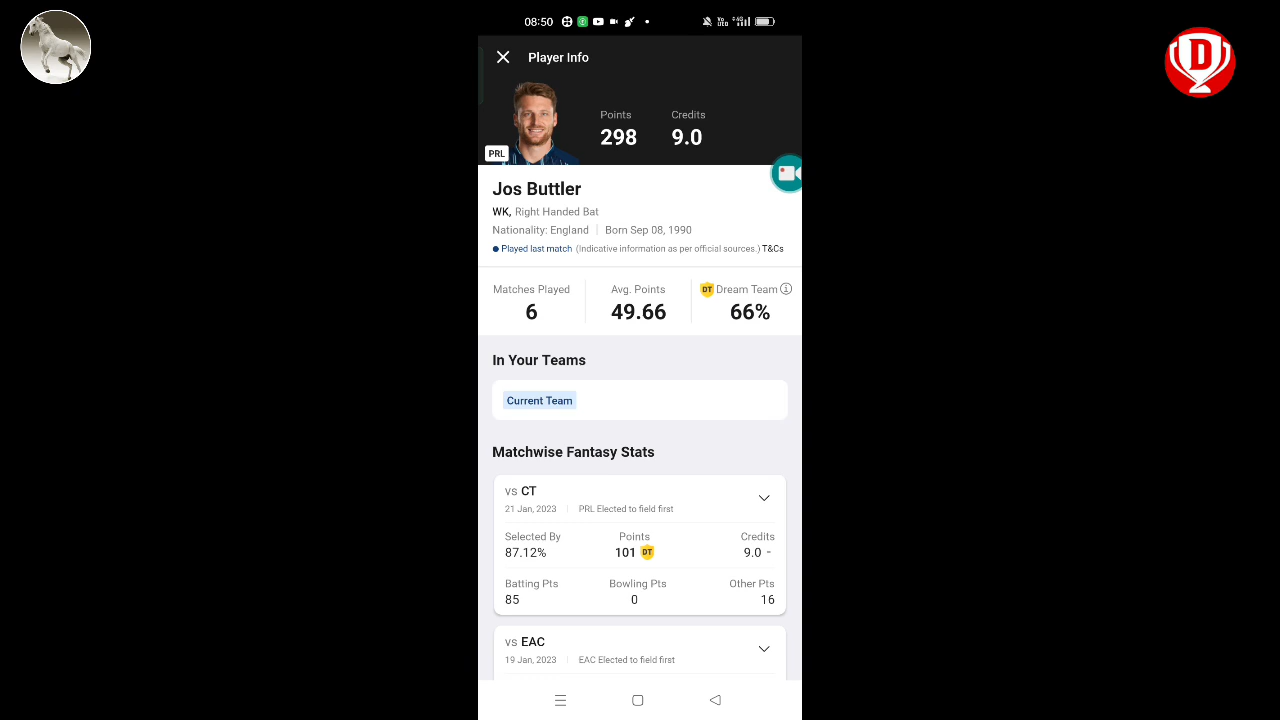 08:50
D
Player Info
Points Credits
298 9.0
PRL
Jos Buttler
WK, Right Handed Bat
Nationality: England Born Sep 08, 1990
Played last match (Indicative information as per official sources.) T&Cs
Matches Played Avg. Points DT Dream Team
6 49.66 66%
In Your Teams
Current Team
Matchwise Fantasy Stats
vs CT
21 Jan, 2023 PRL Elected to field first
Selected By Points Credits
87.12% 101 DT 9.0 -
Batting Pts Bowling Pts Other Pts
85 0 16
vs EAC
19 Jan, 2023 EAC Elected to field first